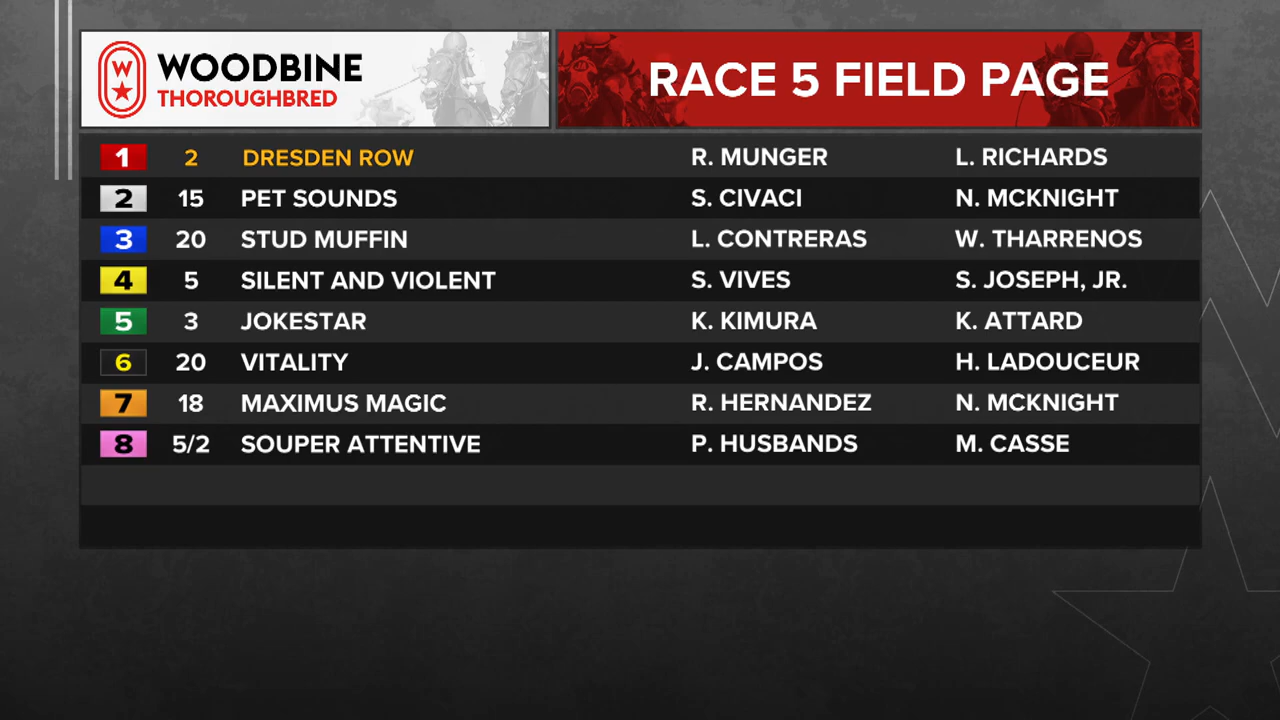 W
WOODBINE
THOROUGHBRED
RACE 5 FIELD PAGE
1 2 DRESDEN ROW R. MUNGER L. RICHARDS
2 15 PET SOUNDS S. CIVACI N. MCKNIGHT
3 20 STUD MUFFIN L. CONTRERAS W. THARRENOS
4 5 SILENT AND VIOLENT S. VIVES S. JOSEPH, JR.
5 3 JOKESTAR K. KIMURA K. ATTARD
6 20 VITALITY J. CAMPOS H. LADOUCEUR
7 18 MAXIMUS MAGIC R. HERNANDEZ N. MCKNIGHT
8 5/2 SOUPER ATTENTIVE P. HUSBANDS M. CASSE